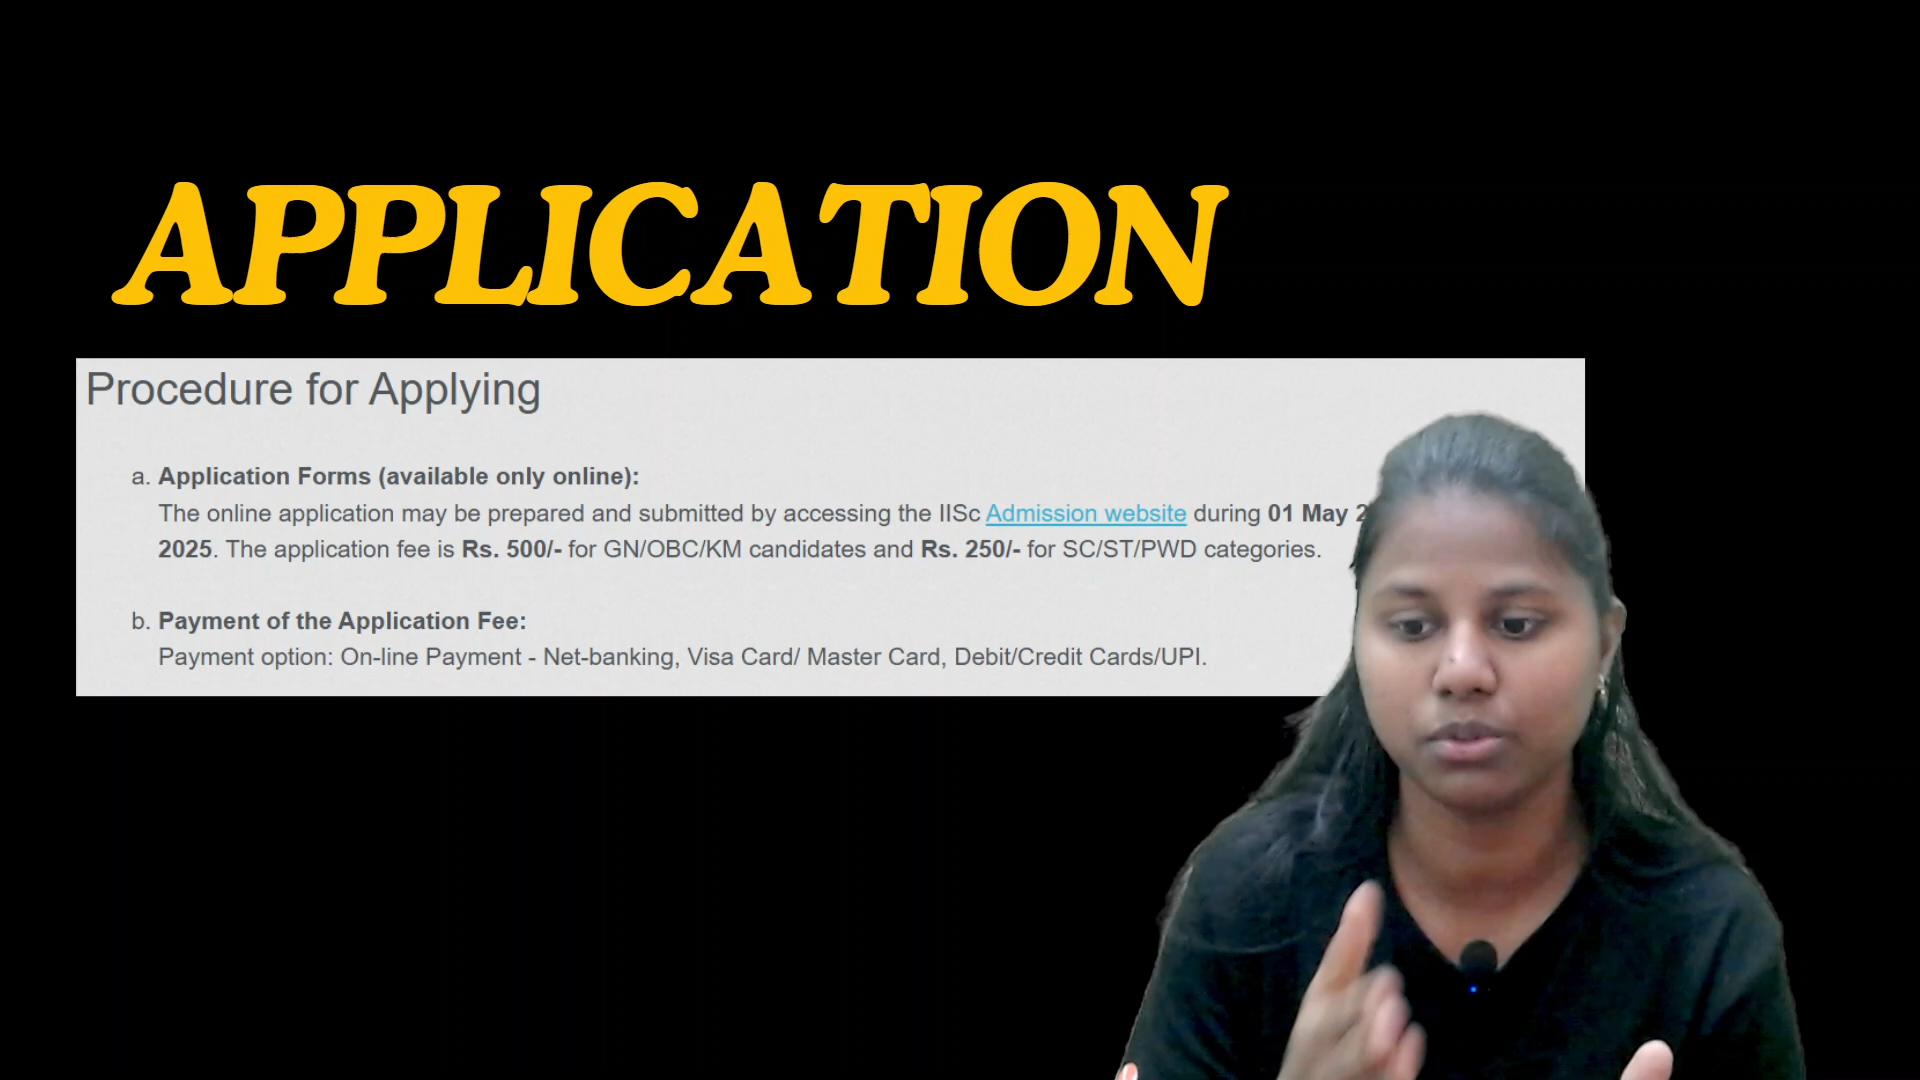 APPLICATION
Procedure for Applying
a. Application Forms (available only online):
The online application may be prepared and submitted by accessing the IISc Admission website during 01 May
2025. The application fee is Rs. 500/- for GN/OBC/KM candidates and Rs. 250/- for SC/ST/PWD categories.
b. Payment of the Application Fee:
Payment option: On-line Payment - Net-banking, Visa Card/ Master Card, Debit/Credit Cards/UPI.